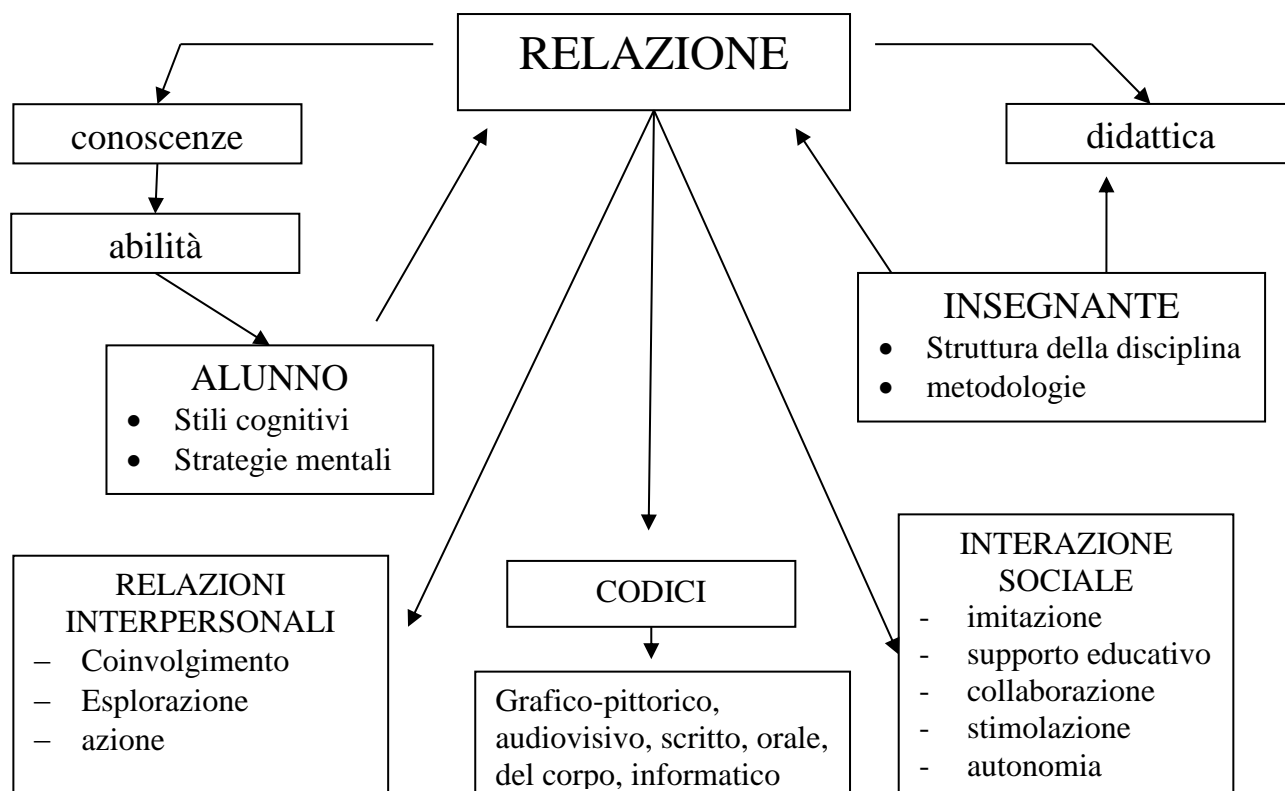 RELAZIONE
conoscenze
didattica
abilità
INSEGNANTE
• Struttura della disciplina
• metodologie
ALUNNO
• Stili cognitivi
• Strategie mentali
RELAZIONI
INTERPERSONALI
– Coinvolgimento
– Esplorazione
– azione
CODICI
Grafico-pittorico,
audiovisivo, scritto, orale,
del corpo, informatico
INTERAZIONE
SOCIALE
- imitazione
- supporto educativo
- collaborazione
- stimolazione
- autonomia